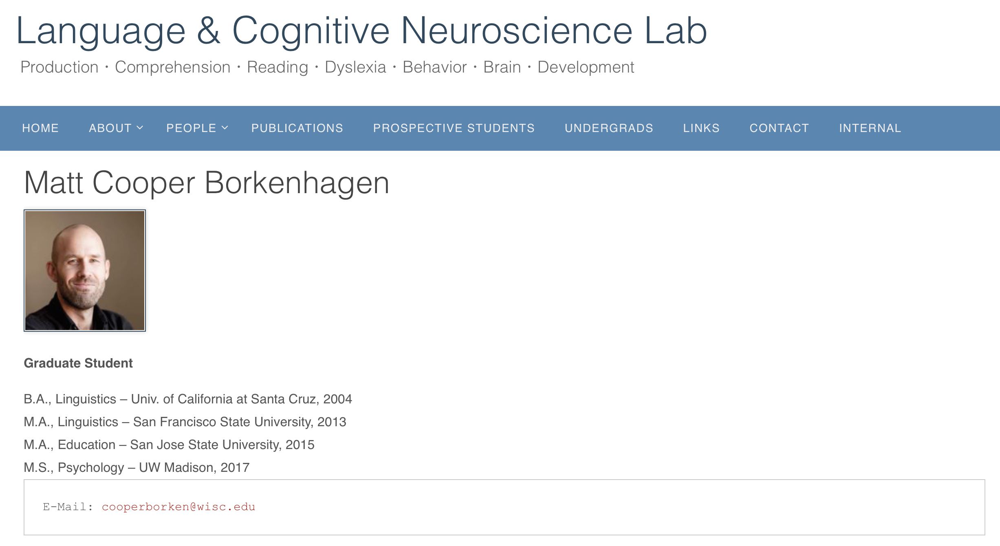 Language & Cognitive Neuroscience Lab
Production · Comprehension · Reading · Dyslexia · Behavior · Brain · Development
HOME ABOUT PEOPLE PUBLICATIONS PROSPECTIVE STUDENTS UNDERGRADS LINKS CONTACT INTERNAL
Matt Cooper Borkenhagen
Graduate Student
B.A., Linguistics – Univ. of California at Santa Cruz, 2004
M.A., Linguistics – San Francisco State University, 2013
M.A., Education – San Jose State University, 2015
M.S., Psychology – UW Madison, 2017
E-Mail: cooperborken@wisc.edu